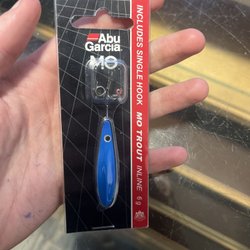 Abu
Garcia
MO
INCLUDES SINGLE HOOK
MO TROUT INLINE 6 g